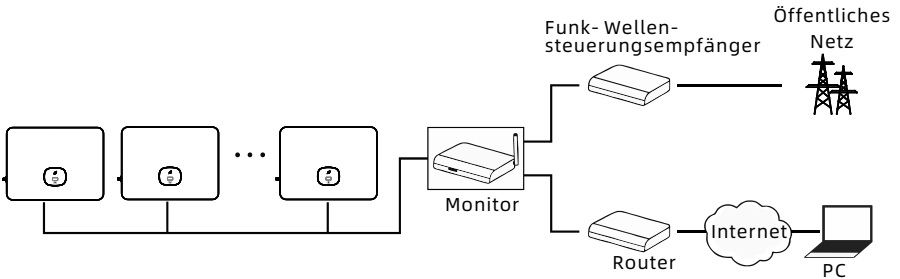 Öffentliches
Netz
Funk- Wellen-
steuerungsempfänger
Monitor
Internet
Router
PC